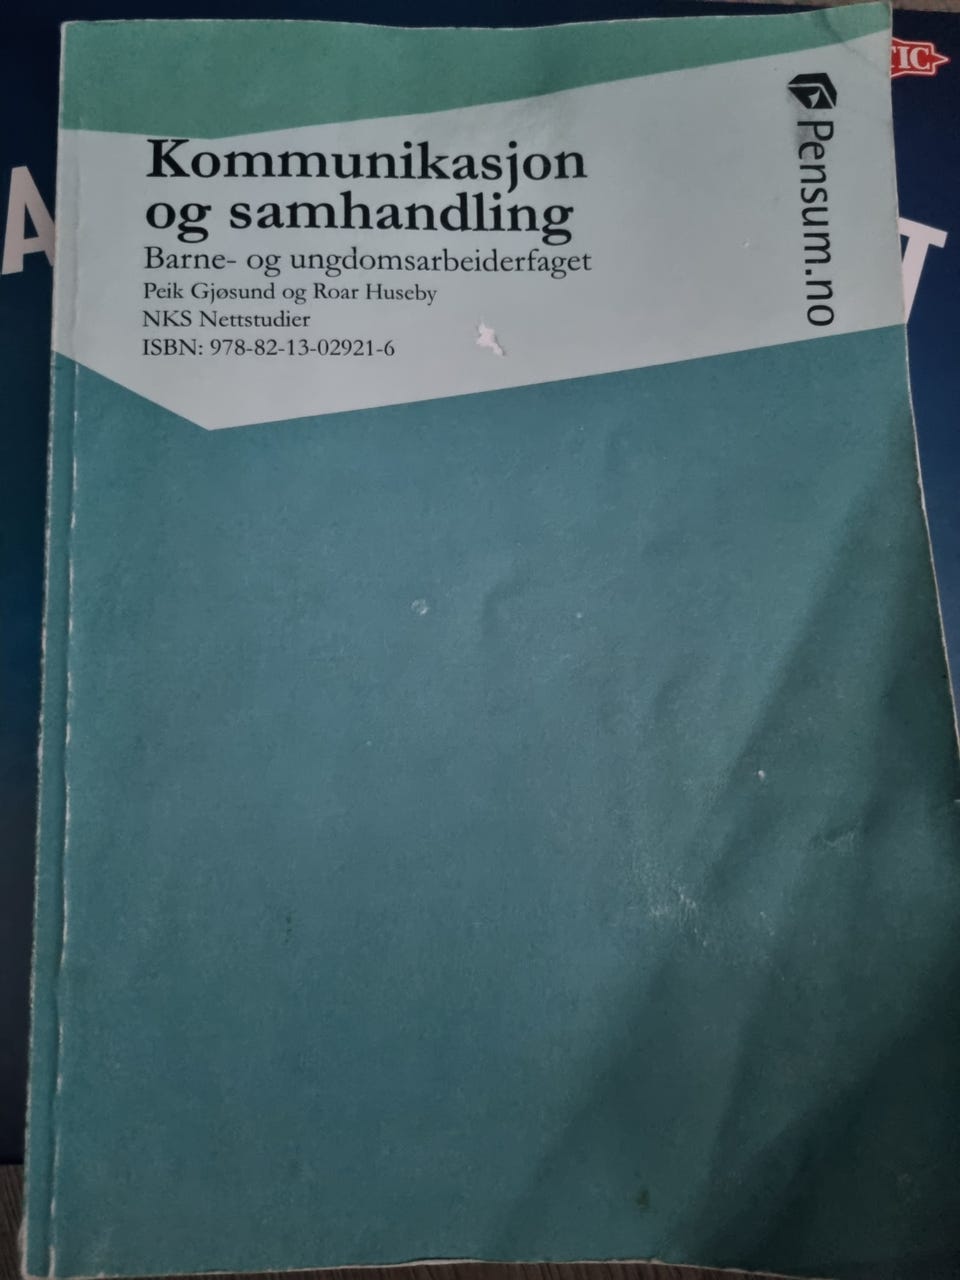 Kommunikasjon
og samhandling
Barne- og ungdomsarbeiderfaget
Peik Gjøsund og Roar Huseby
NKS Nettstudier
ISBN: 978-82-13-02921-6
Pensum.no